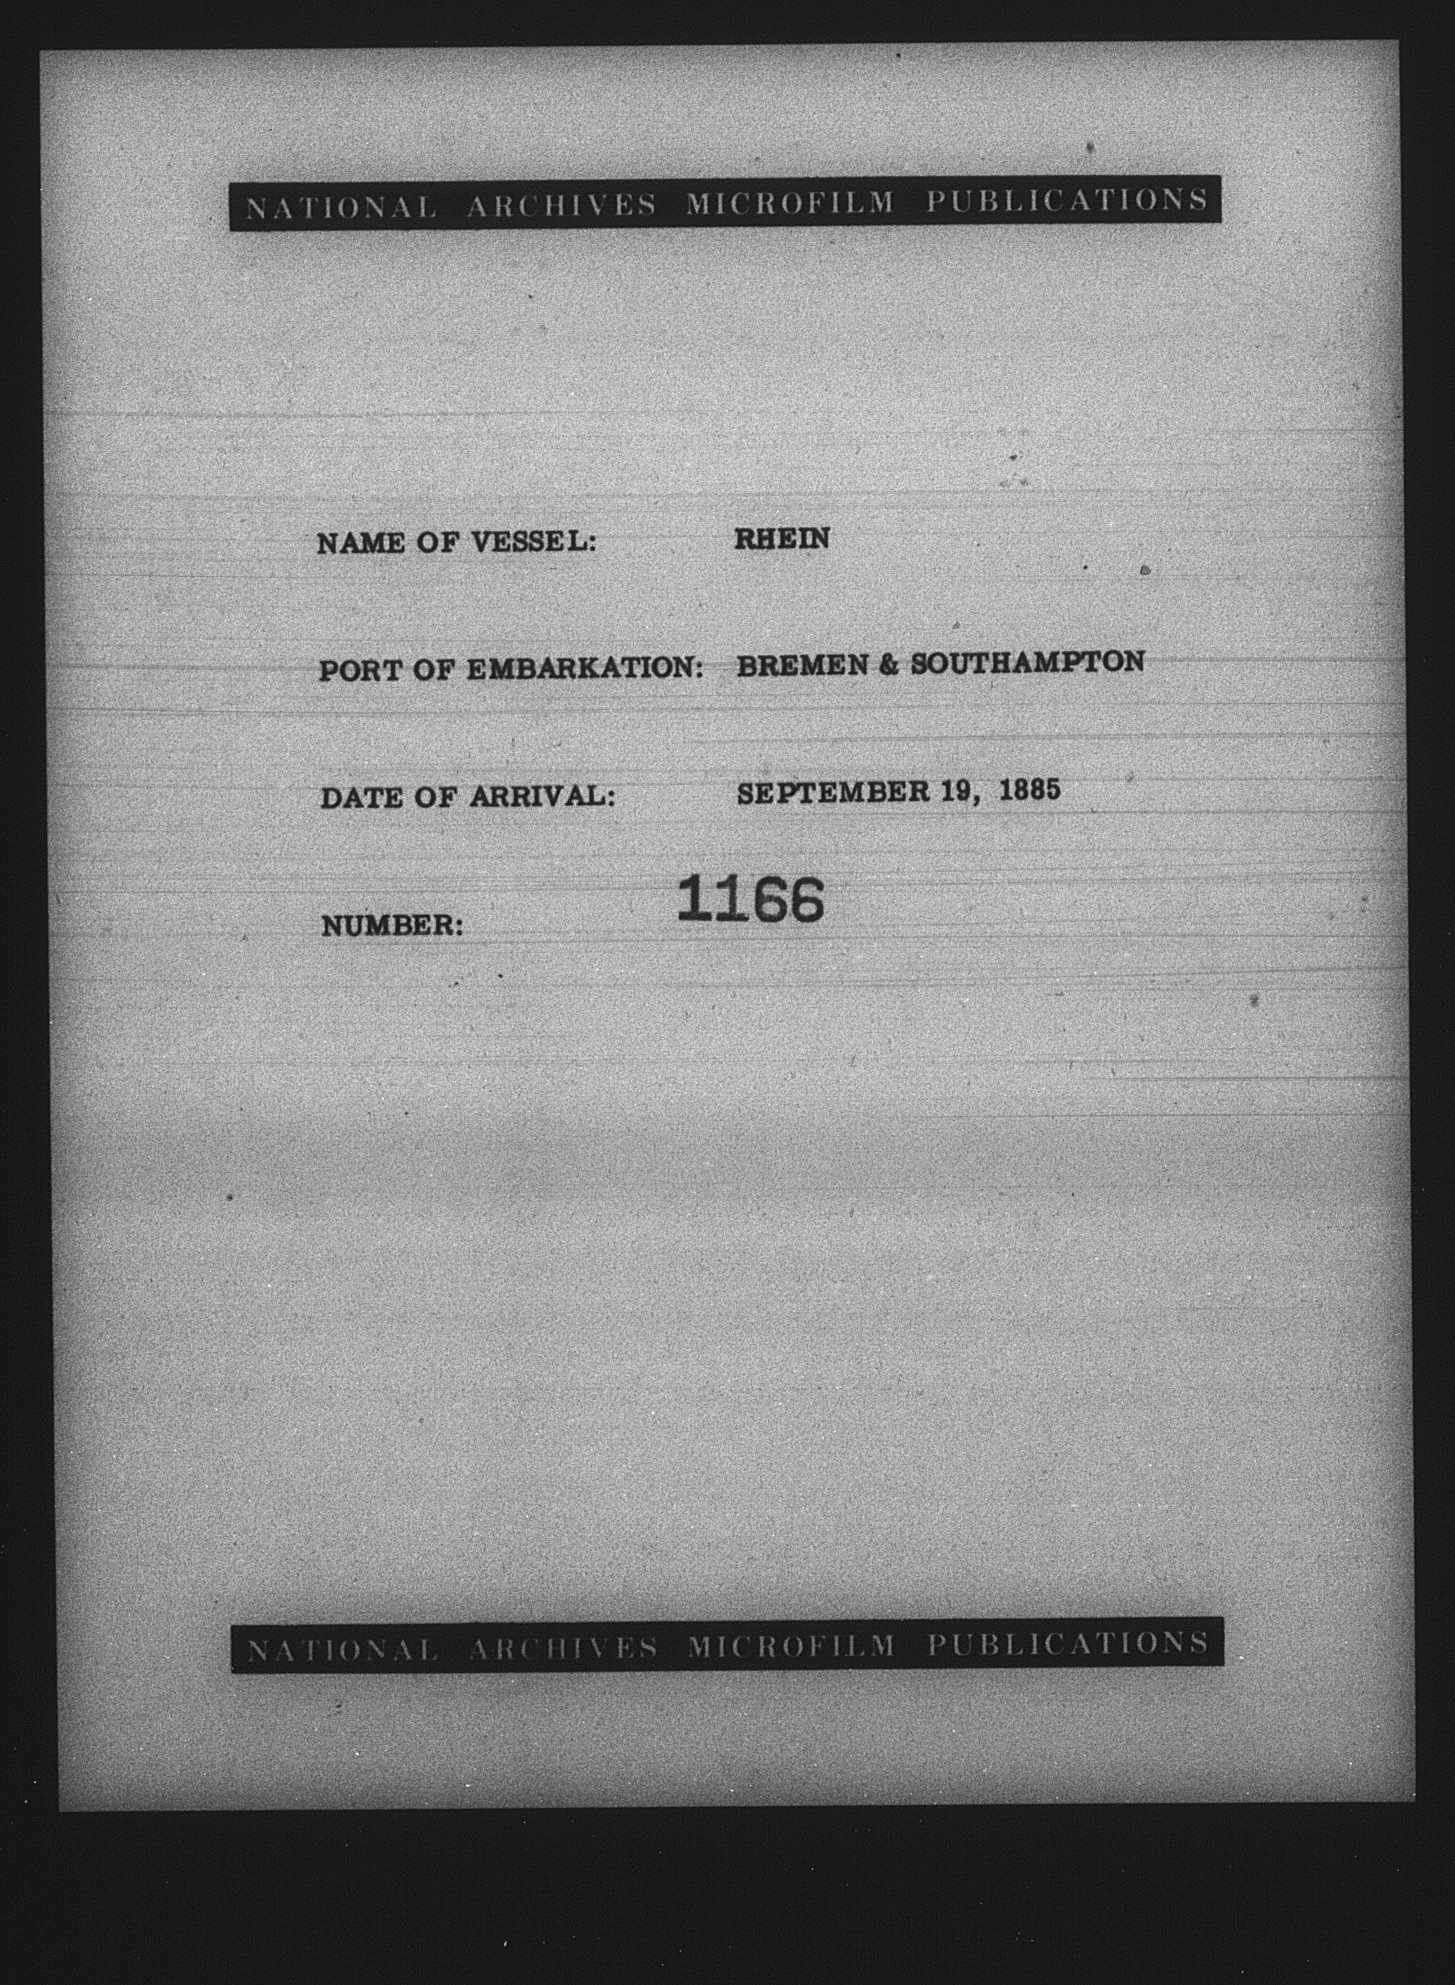 NATIONAL ARCHIVES MICROFILM PUBLICATIONS
NAME OF VESSEL: RHEIN
PORT OF EMBARKATION: BREMEN & SOUTHAMPTON
DATE OF ARRIVAL: SEPTEMBER 19, 1885
NUMBER: 1166
NATIONAL ARCHIVES MICROFILM PUBLICATIONS